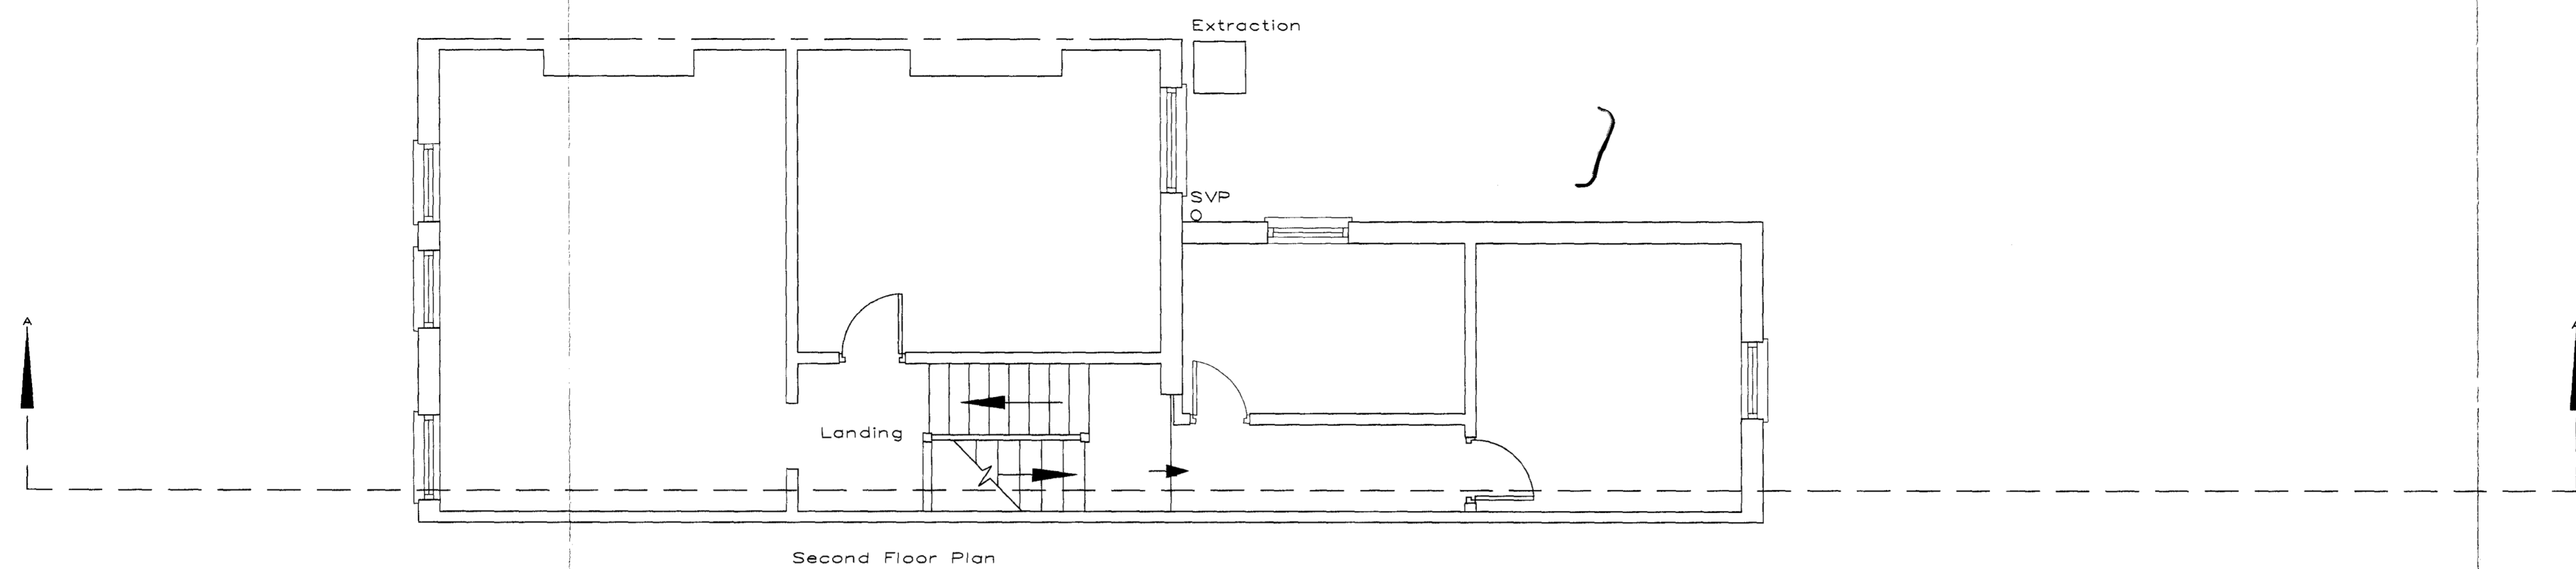 Extraction
SVP
A
A
Landing
Second Floor Plan